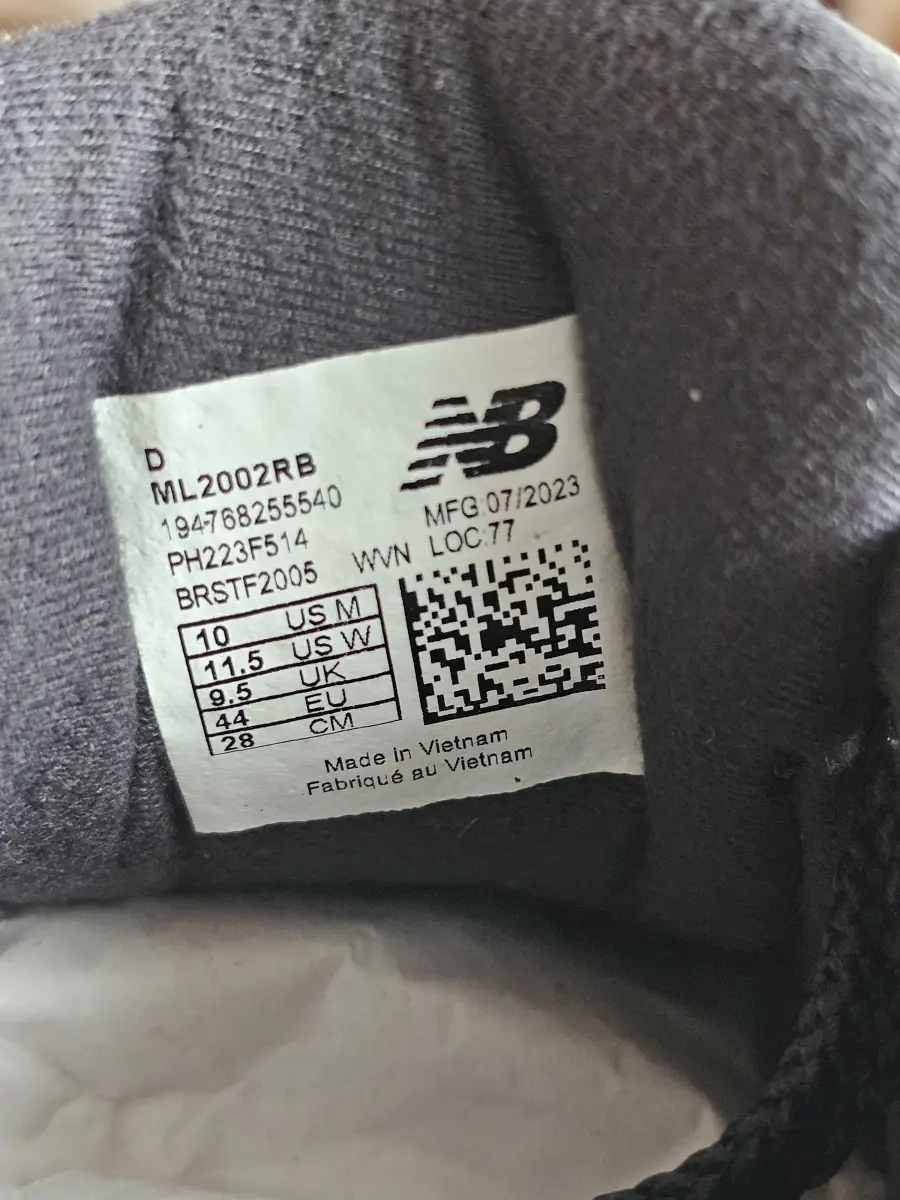 D
ML2002RB
194768255540
PH223F514
BRSTF2005 WVN
NB
MFG:07/2023
LOC:77
10 US M
11.5 US W
9.5 UK
44 EU
28 CM
Made in Vietnam
Fabriqué au Vietnam